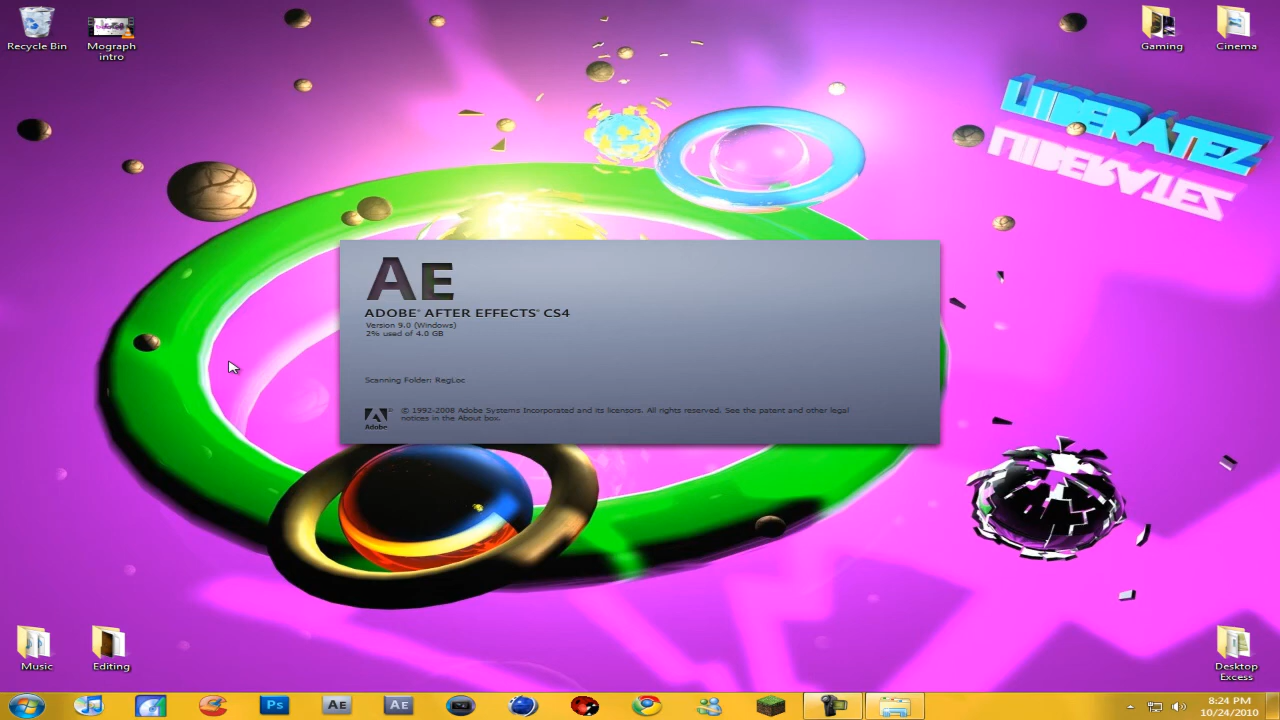 Recycle Bin
Mograph
intro
Gaming
Cinema
LIIBERATEZ
AE
ADOBE® AFTER EFFECTS® CS4
Version 9.0 (Windows)
2% used of 4.0 GB
Scanning Folder: RegLoc
Adobe
© 1992-2008 Adobe Systems Incorporated and its licensors. All rights reserved. See the patent and other legal
notices in the About box.
Music
Editing
Desktop
Excess
Ps
AE
AE
8:24 PM
10/24/2010